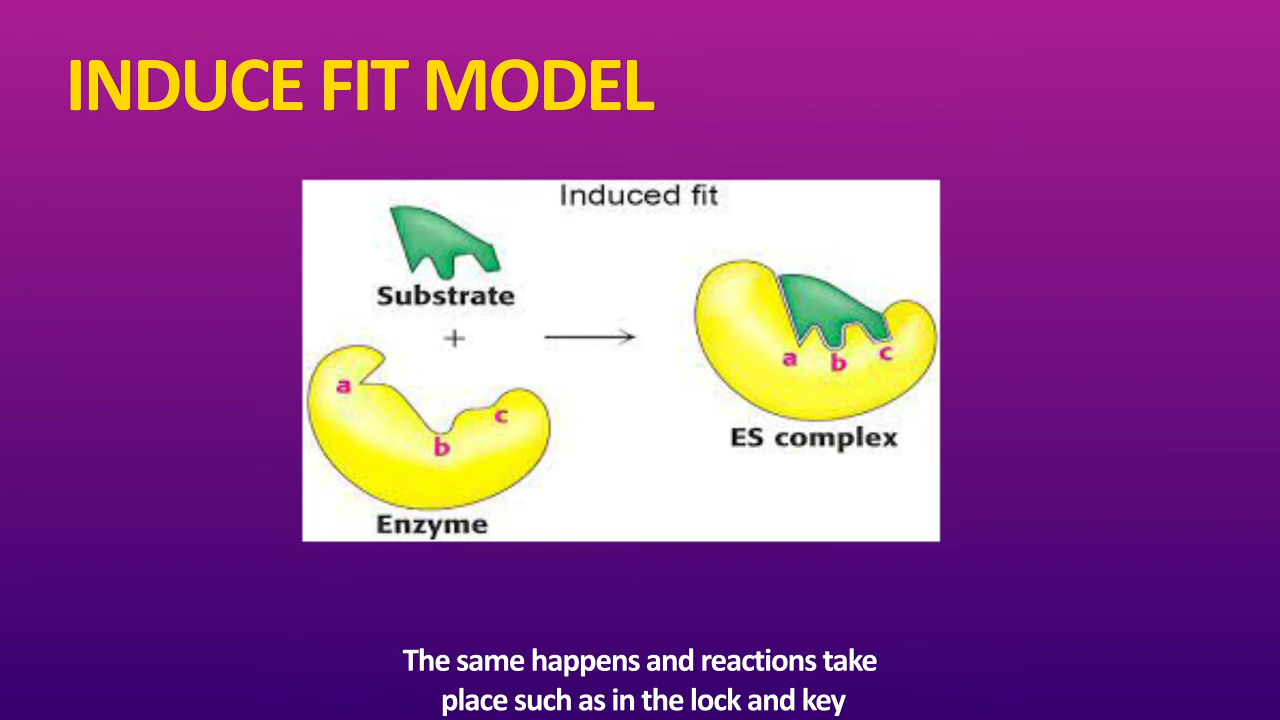 INDUCE FIT MODEL
Induced fit
Substrate
+
a
b
c
Enzyme
a
b
c
ES complex
The same happens and reactions take
place such as in the lock and key